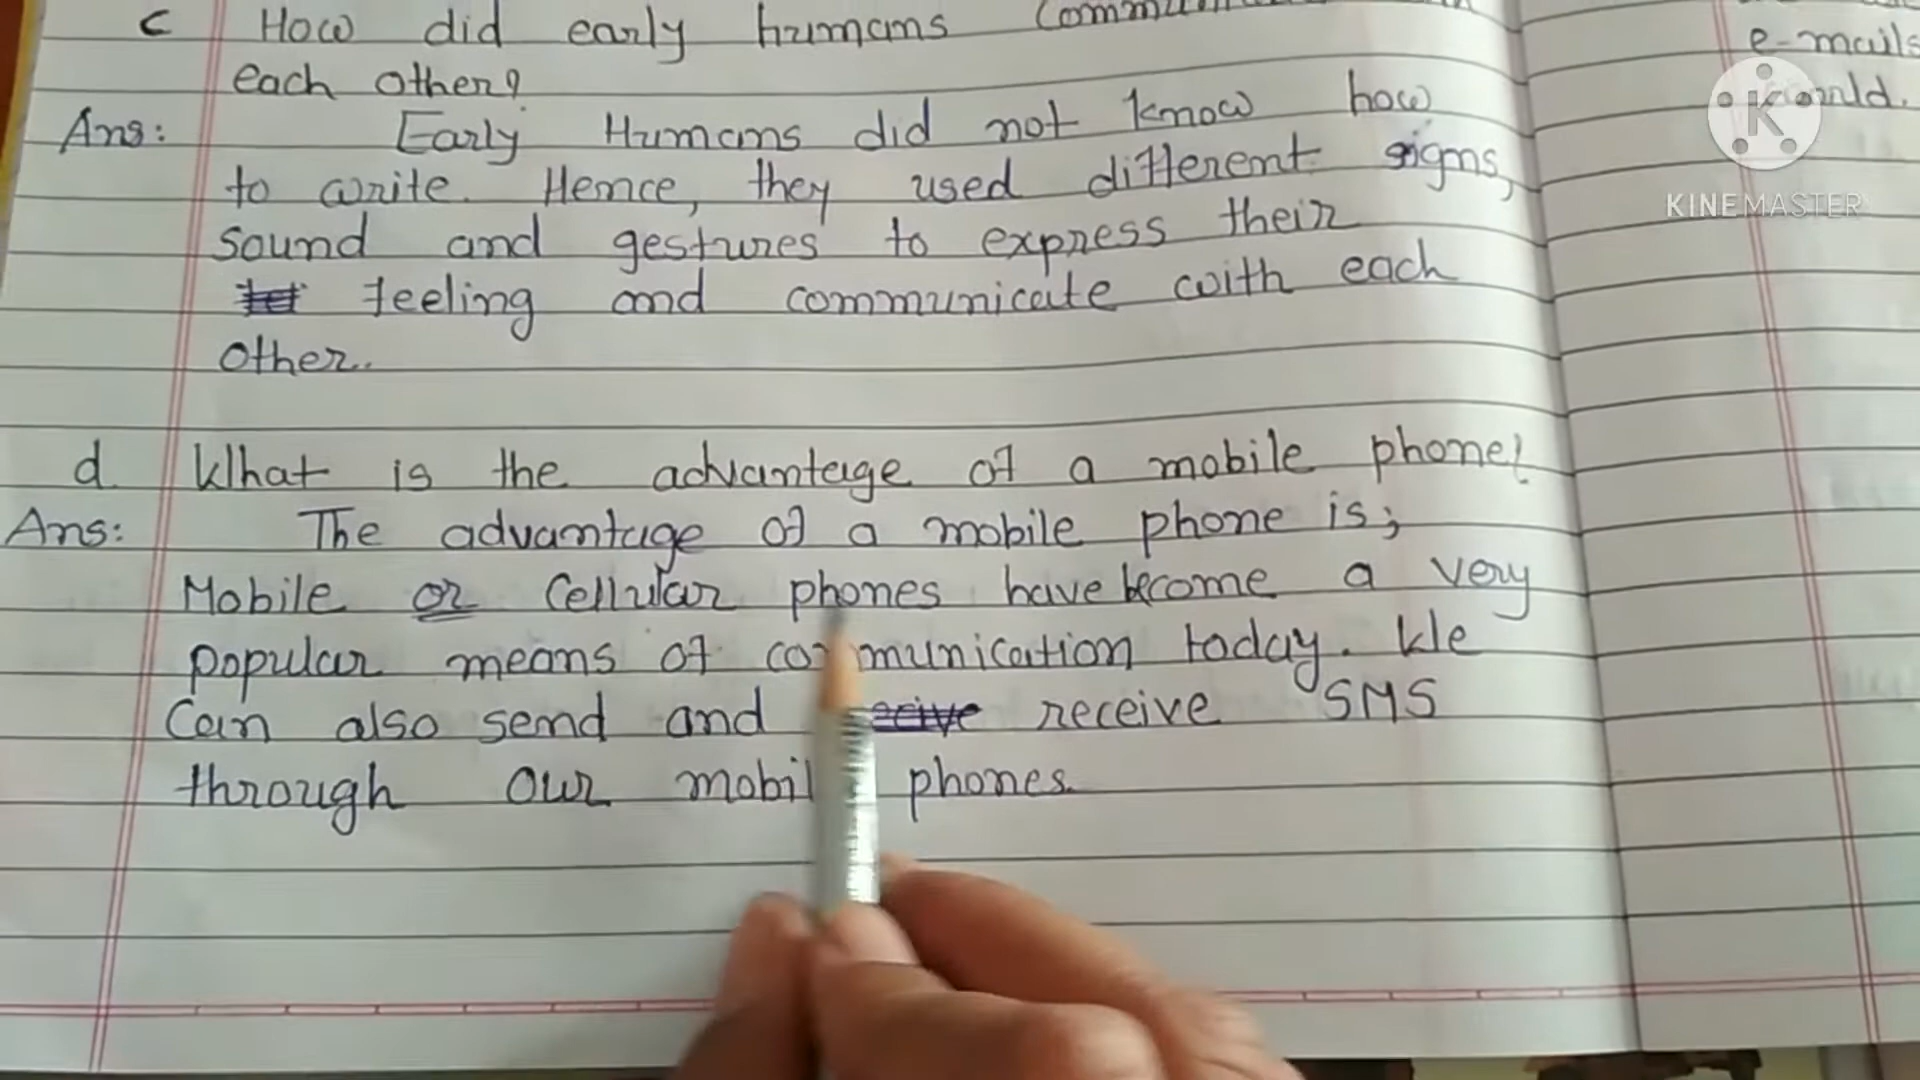 c How did early humans communicate with
each other?
Ans: Early Humans did not know how
to write. Hence, they used different signs,
Sound and gestures to express their
feeling and communicate with each
other.
d. What is the advantage of a mobile phone?
Ans: The advantage of a mobile phone is;
Mobile or Cellular phones have become a very
popular means of communication today. We
Can also send and receive SMS
through our mobile phones.
e-mails
K
KINEMASTER